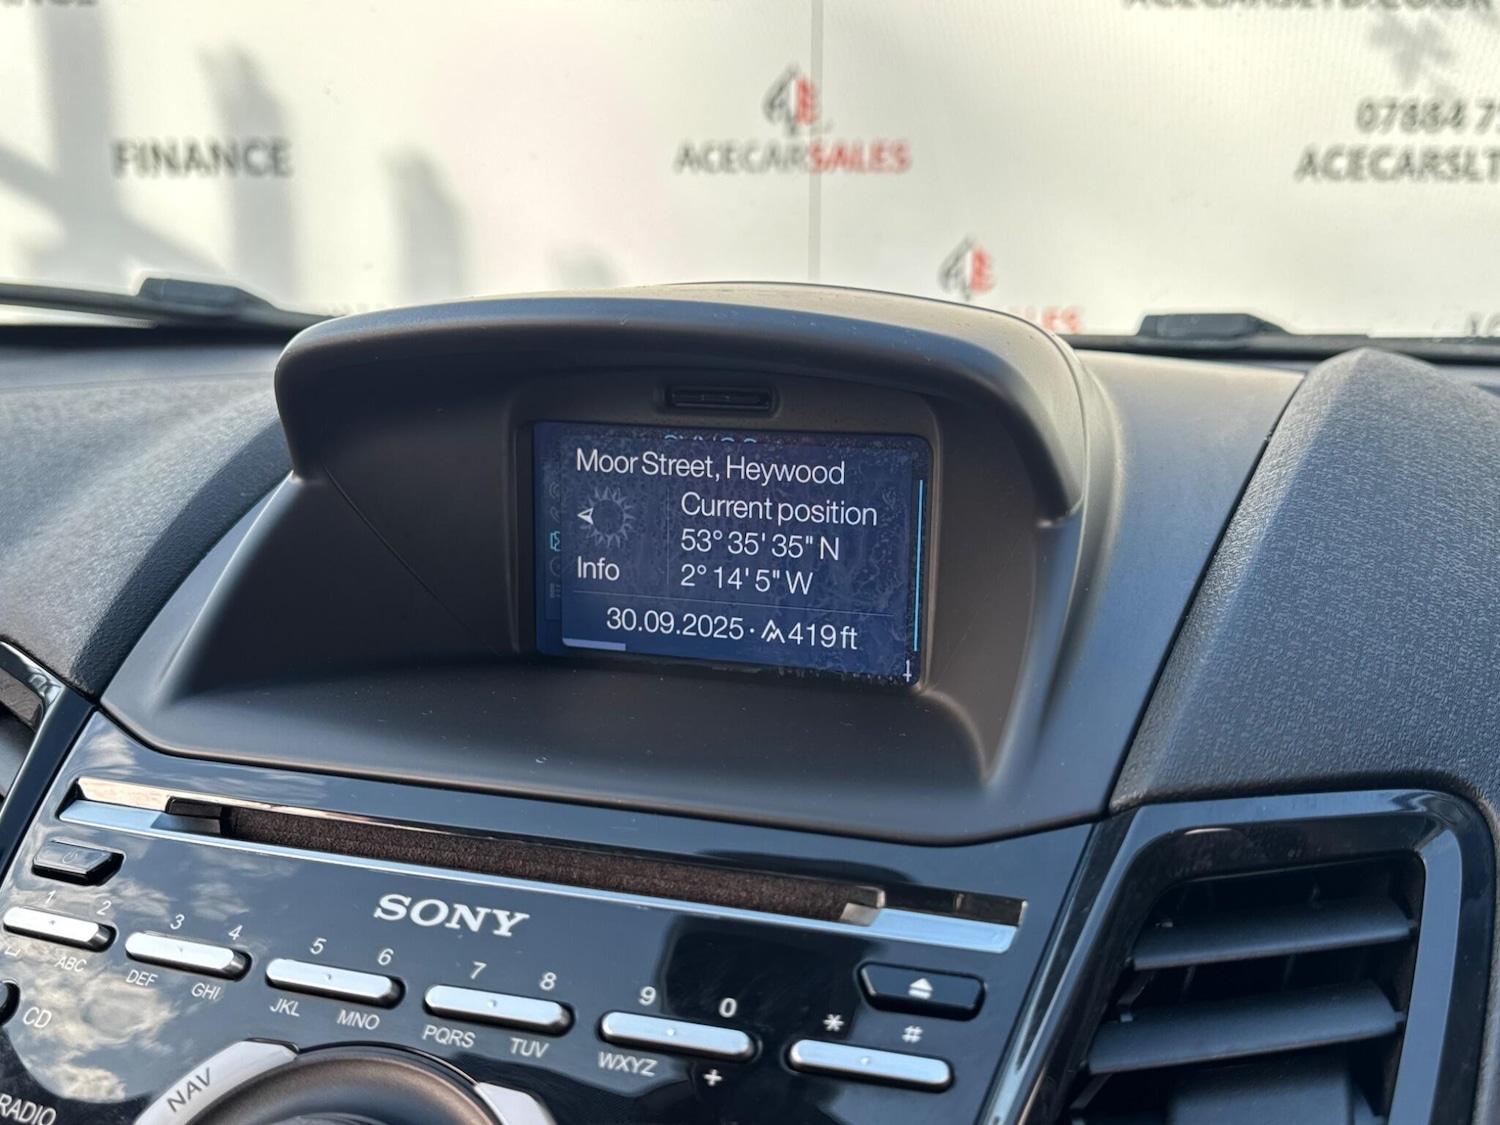 FINANCE
ACECARSALES
07884 7
ACECARSLT
Moor Street, Heywood
Current position
53° 35' 35" N
2° 14' 5" W
Info
30.09.2025 · 419ft
SONY
1 2 3 4 5 6 7 8 9 0 * #
ABC DEF GHI JKL MNO PQRS TUV WXYZ +
CD
NAV
RADIO